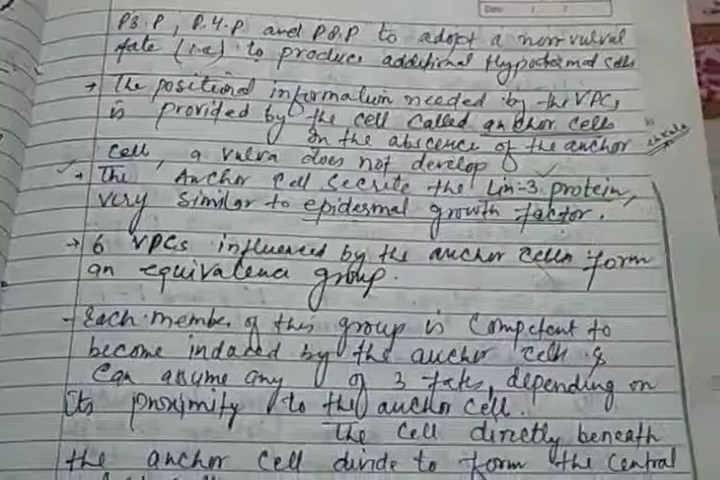 Date
P3.P, P.4.P and P8.P to adopt a non vulval
fate (i.e) to produce additional Hypodermal cells
→ The positional information needed by the VPCs
is provided by the cell called anchor cells
In the abscence of the anchor
cell, a vulva does not develop
→ The Anchor Cell Secrete the Lin-3 protein,
very similar to epidermal growth factor.
→ 6 VPCs influenced by the anchor cells form
an equivalence group.
- Each member of this group is Competent to
become induced by the anchor cell &
Can assume any of 3 fates, depending on
its proximity to the anchor cell.
The Cell directly beneath
the anchor cell divide to form the Central